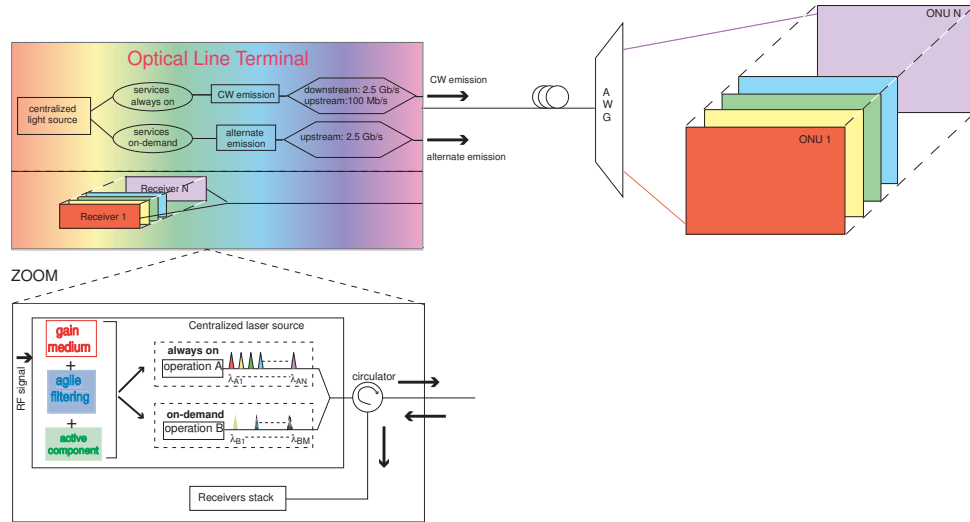 ONU N
Optical Line Terminal
CW emission
services
always on
CW emission
downstream: 2.5 Gb/s
upstream:100 Mb/s
centralized
light source
A
W
G
ONU 1
services
on-demand
alternate
emission
upstream: 2.5 Gb/s
alternate emission
Receiver N
Receiver 1
ZOOM
Centralized laser source
gain
medium
always on
operation A
RF signal
+
λA1
λAN
circulator
agile
filtering
on-demand
operation B
+
λB1
λBM
active
component
Receivers stack